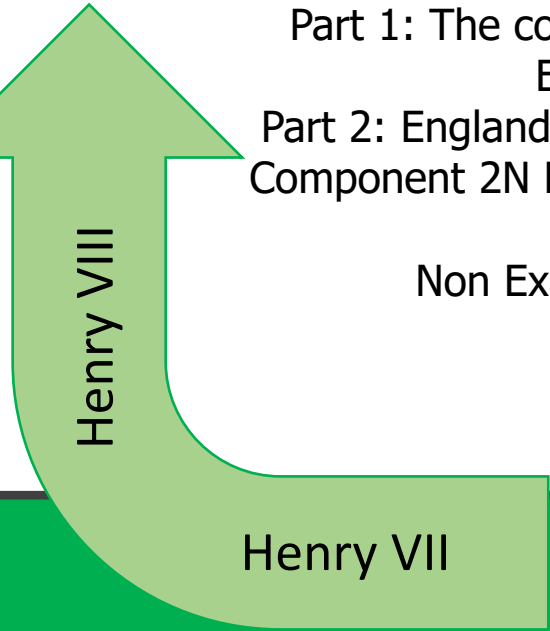 Part 1: The co
E
Part 2: England
Component 2N
Non Ex
Henry VIII
Henry VII